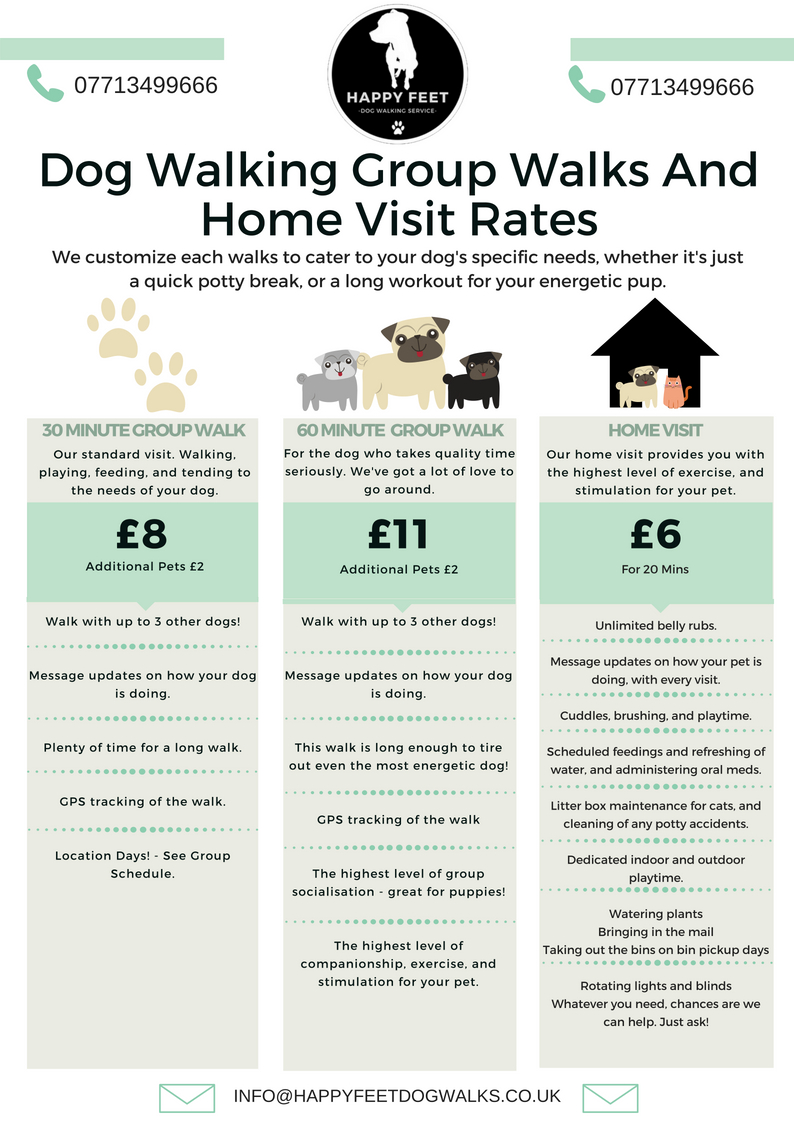 07713499666
HAPPY FEET
-DOG WALKING SERVICE-
07713499666
Dog Walking Group Walks And
Home Visit Rates
We customize each walks to cater to your dog's specific needs, whether it's just
a quick potty break, or a long workout for your energetic pup.
30 MINUTE GROUP WALK
Our standard visit. Walking,
playing, feeding, and tending to
the needs of your dog.
£8
Additional Pets £2
Walk with up to 3 other dogs!
Message updates on how your dog
is doing.
Plenty of time for a long walk.
GPS tracking of the walk.
Location Days! - See Group
Schedule.
60 MINUTE GROUP WALK
For the dog who takes quality time
seriously. We've got a lot of love to
go around.
£11
Additional Pets £2
Walk with up to 3 other dogs!
Message updates on how your dog
is doing.
This walk is long enough to tire
out even the most energetic dog!
GPS tracking of the walk
The highest level of group
socialisation - great for puppies!
The highest level of
companionship, exercise, and
stimulation for your pet.
HOME VISIT
Our home visit provides you with
the highest level of exercise, and
stimulation for your pet.
£6
For 20 Mins
Unlimited belly rubs.
Message updates on how your pet is
doing, with every visit.
Cuddles, brushing, and playtime.
Scheduled feedings and refreshing of
water, and administering oral meds.
Litter box maintenance for cats, and
cleaning of any potty accidents.
Dedicated indoor and outdoor
playtime.
Watering plants
Bringing in the mail
Taking out the bins on bin pickup days
Rotating lights and blinds
Whatever you need, chances are we
can help. Just ask!
INFO@HAPPYFEETDOGWALKS.CO.UK